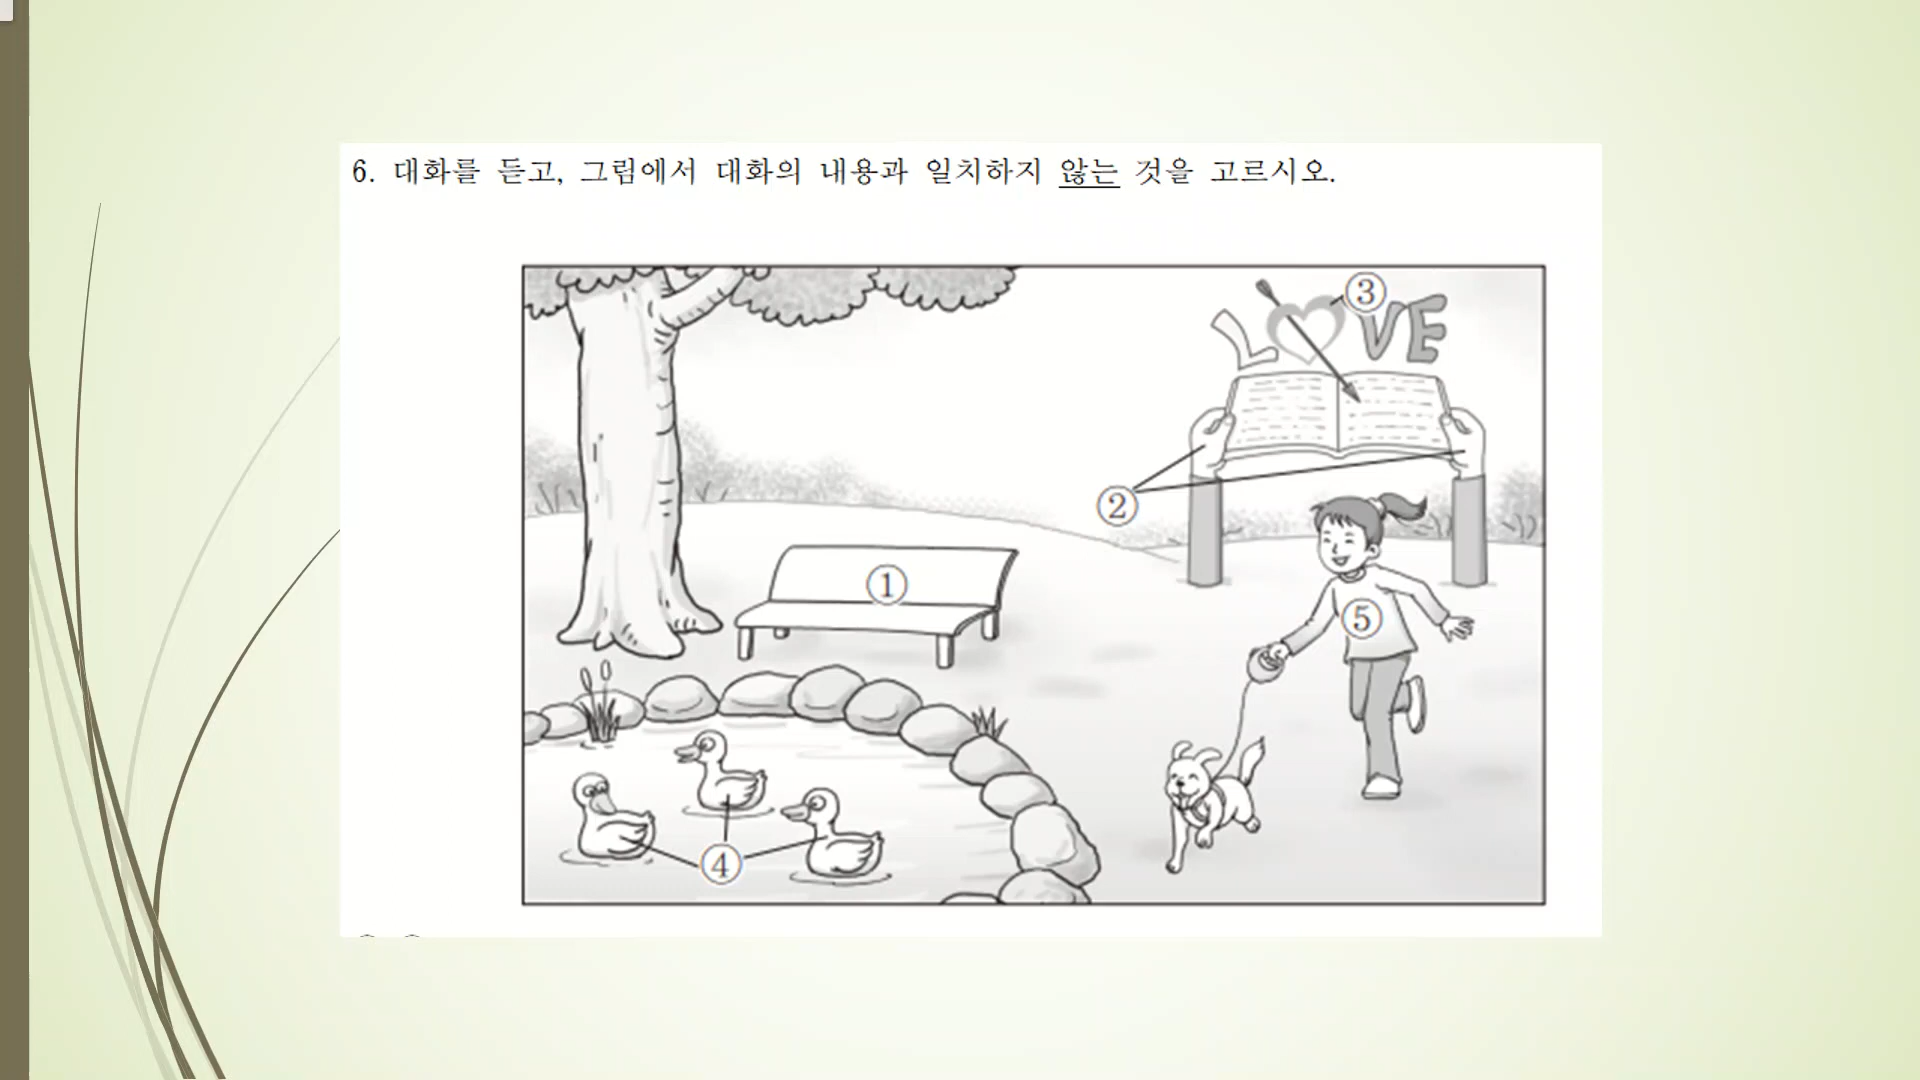 6. 대화를 듣고, 그림에서 대화의 내용과 일치하지 않는 것을 고르시오.
③
L VE
②
①
⑤
④